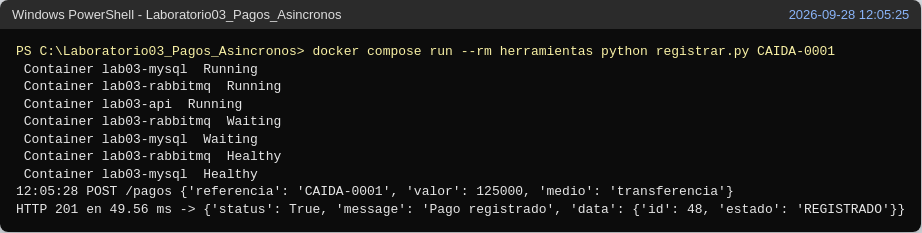 Windows PowerShell - Laboratorio03_Pagos_Asincronos
2026-09-28 12:05:25
PS C:\Laboratorio03_Pagos_Asincronos> docker compose run --rm herramientas python registrar.py CAIDA-0001
Container lab03-mysql  Running
Container lab03-rabbitmq  Running
Container lab03-api  Running
Container lab03-rabbitmq  Waiting
Container lab03-mysql  Waiting
Container lab03-rabbitmq  Healthy
Container lab03-mysql  Healthy
12:05:28 POST /pagos {'referencia': 'CAIDA-0001', 'valor': 125000, 'medio': 'transferencia'}
HTTP 201 en 49.56 ms -> {'status': True, 'message': 'Pago registrado', 'data': {'id': 48, 'estado': 'REGISTRADO'}}